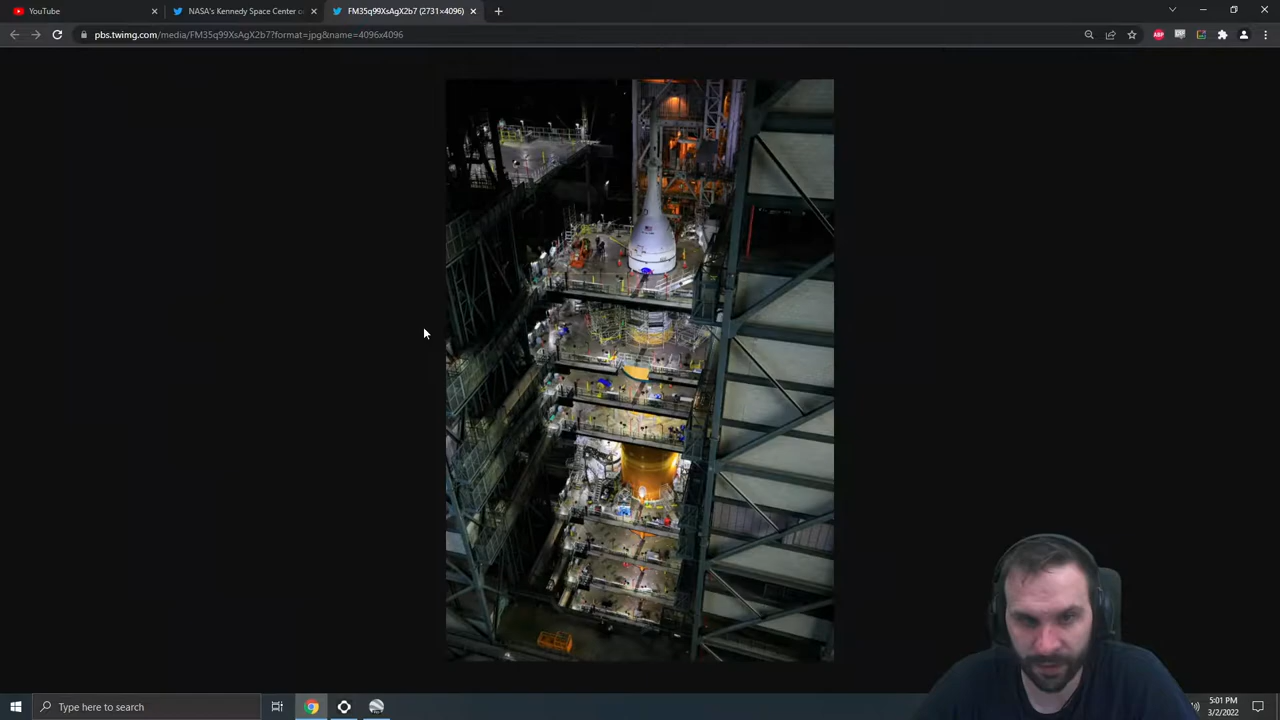 YouTube
NASA's Kennedy Space Center o
FM35q99XsAgX2b7 (2731×4096)
pbs.twimg.com/media/FM35q99XsAgX2b7?format=jpg&name=4096x4096
ABP
Type here to search
5:01 PM
3/2/2022